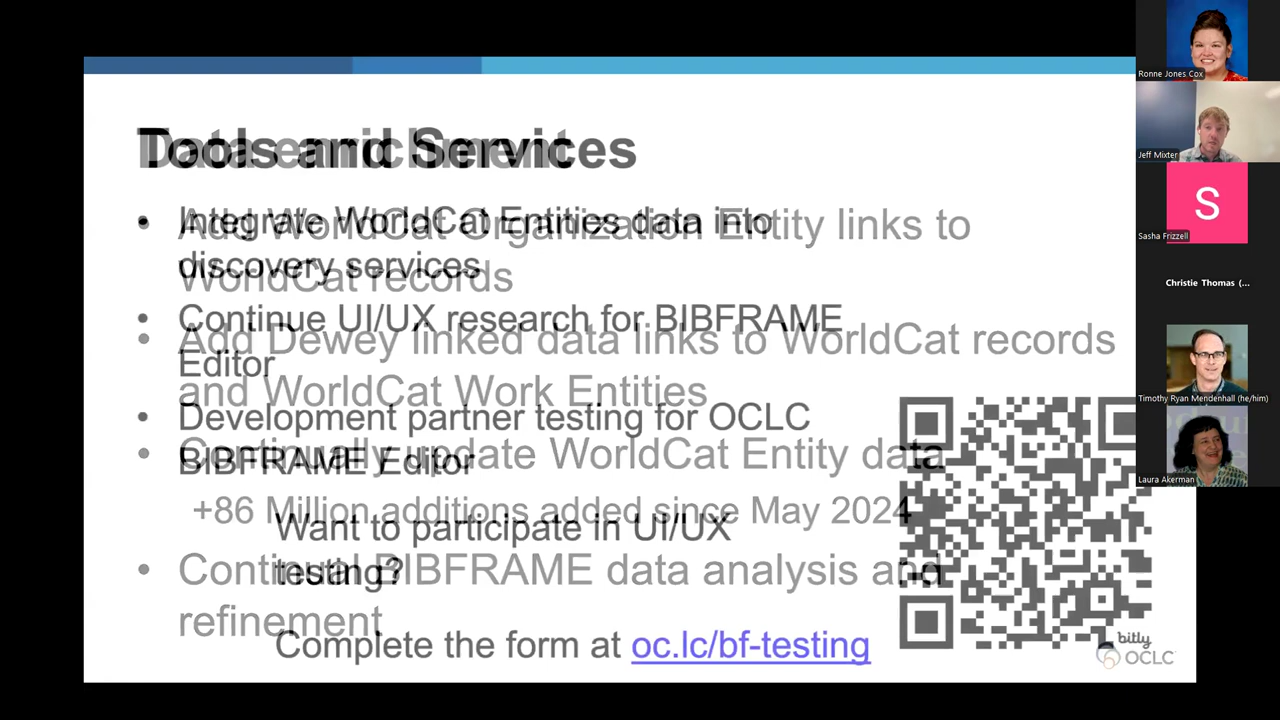 Tools and Services
Integrate WorldCat Entities data into
discovery services
Continue UI/UX research for BIBFRAME
Editor
Development partner testing for OCLC
BIBFRAME Editor
Want to participate in UI/UX
testing?
Complete the form at oc.lc/bf-testing
Data enrichment
Add WorldCat Organization Entity links to
WorldCat records
Add Dewey linked data links to WorldCat records
and WorldCat Work Entities
Continually update WorldCat Entity data
+86 Million additions added since May 2024
Continual BIBFRAME data analysis and
refinement
bitly
OCLC
Ronne Jones Cox
Jeff Mixter
S
Sasha Frizzell
Christie Thomas (...
Timothy Ryan Mendenhall (he/him)
Laura Akerman